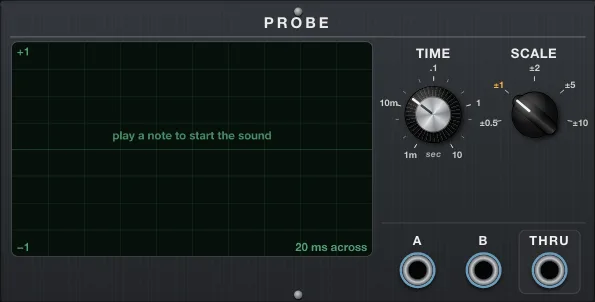 PROBE
+1
play a note to start the sound
−1
20 ms across
TIME
.1
10m
1
1m
sec
10
SCALE
±2
±1
±5
±0.5
±10
A
B
THRU